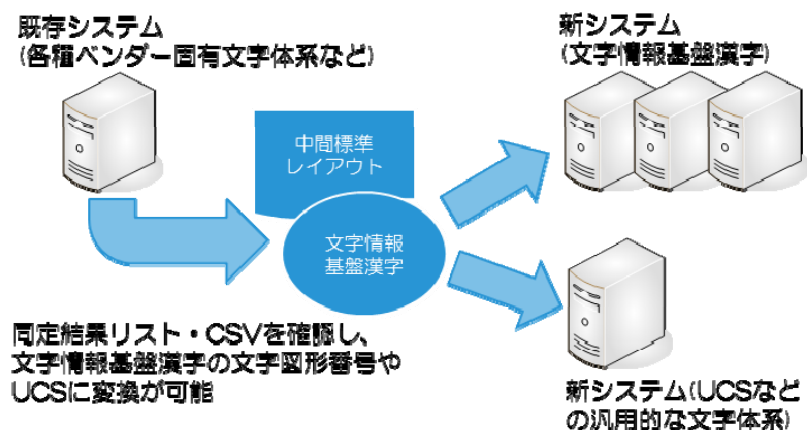 既存システム
(各種ベンダー固有文字体系など)
新システム
(文字情報基盤漢字)
中間標準
レイアウト
文字情報
基盤漢字
同定結果リスト・CSVを確認し、
文字情報基盤漢字の文字図形番号や
UCSに変換が可能
新システム(UCSなど
の汎用的な文字体系)